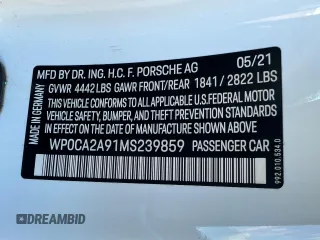 MFD BY DR. ING. H.C. F. PORSCHE AG 05/21
GVWR 4442 LBS GAWR FRONT/REAR 1841 / 2822 LBS
THIS VEHICLE CONFORMS TO ALL APPLICABLE U.S. FEDERAL MOTOR
VEHICLE SAFETY, BUMPER, AND THEFT PREVENTION STANDARDS
IN EFFECT ON THE DATE OF MANUFACTURE SHOWN ABOVE.
WP0CA2A91MS239859 PASSENGER CAR
MADE IN GERMANY
992.010.534.0
DREAMBID